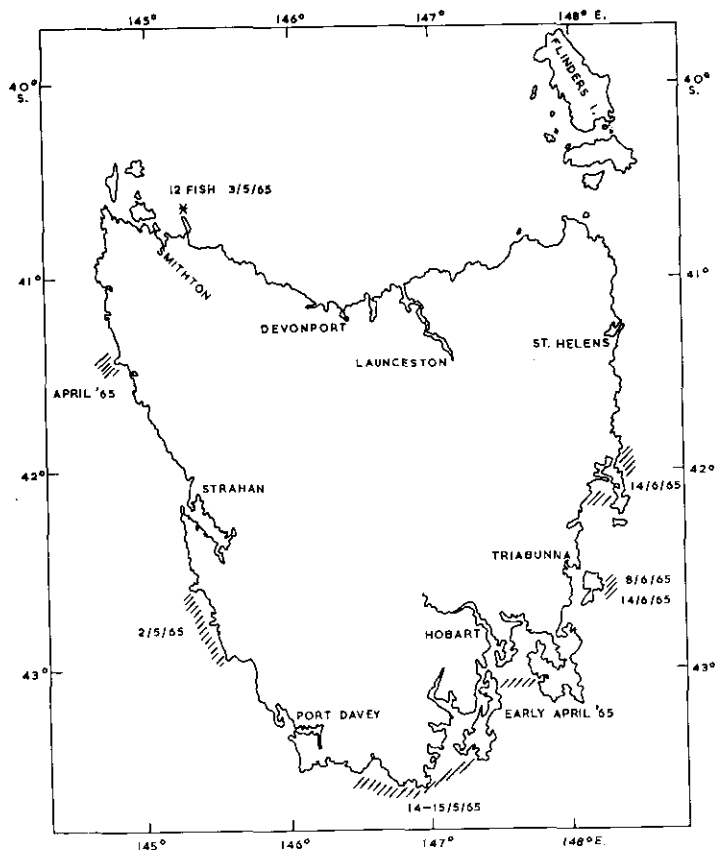 145°
146°
147°
148° E.
40°
S.
40°
S.
FLINDERS I.
12 FISH 3/5/65
SMITHTON
41°
41°
DEVONPORT
LAUNCESTON
ST. HELENS
APRIL '65
42°
42°
STRAHAN
14/6/65
TRIABUNNA
8/6/65
14/6/65
2/5/65
HOBART
43°
43°
PORT DAVEY
EARLY APRIL '65
14-15/5/65
145°
146°
147°
148°E.